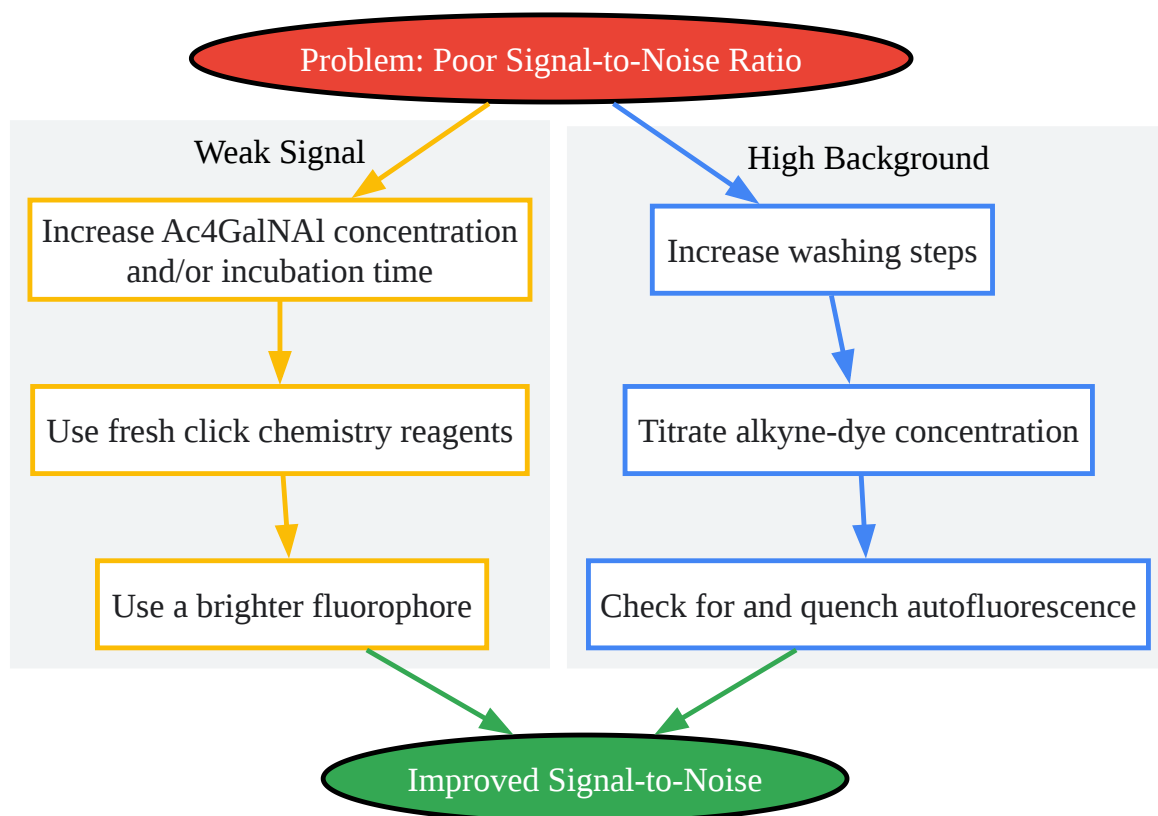 Problem: Poor Signal-to-Noise Ratio
Weak Signal
Increase Ac4GalNAl concentration
and/or incubation time
Use fresh click chemistry reagents
Use a brighter fluorophore
High Background
Increase washing steps
Titrate alkyne-dye concentration
Check for and quench autofluorescence
Improved Signal-to-Noise